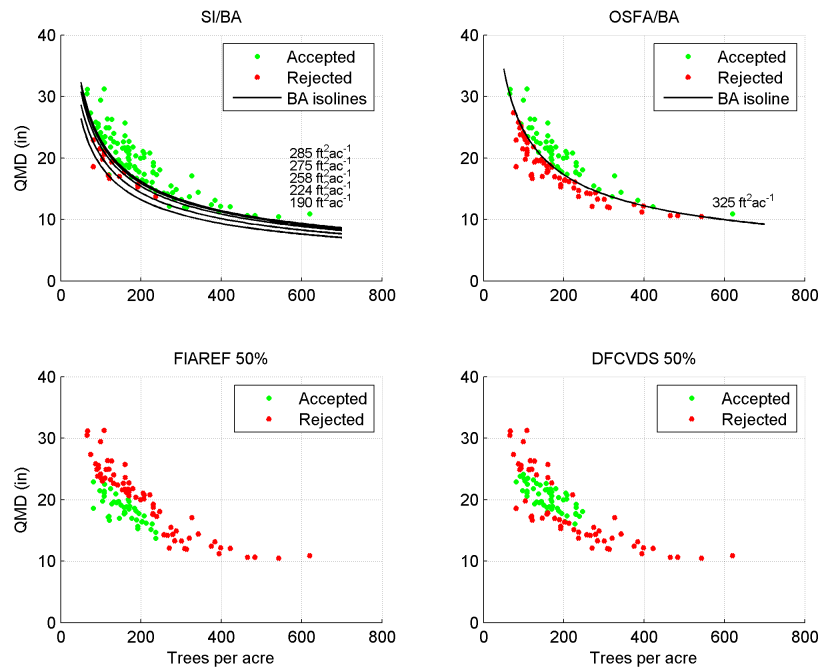 SI/BA
40
30
20
10
0
QMD (in)
Accepted
Rejected
BA isolines
285 ft²ac⁻¹
275 ft²ac⁻¹
258 ft²ac⁻¹
224 ft²ac⁻¹
190 ft²ac⁻¹
0 200 400 600 800
OSFA/BA
40
30
20
10
0
Accepted
Rejected
BA isoline
325 ft²ac⁻¹
0 200 400 600 800
FIAREF 50%
40
30
20
10
0
QMD (in)
Accepted
Rejected
0 200 400 600 800
Trees per acre
DFCVDS 50%
40
30
20
10
0
Accepted
Rejected
0 200 400 600 800
Trees per acre